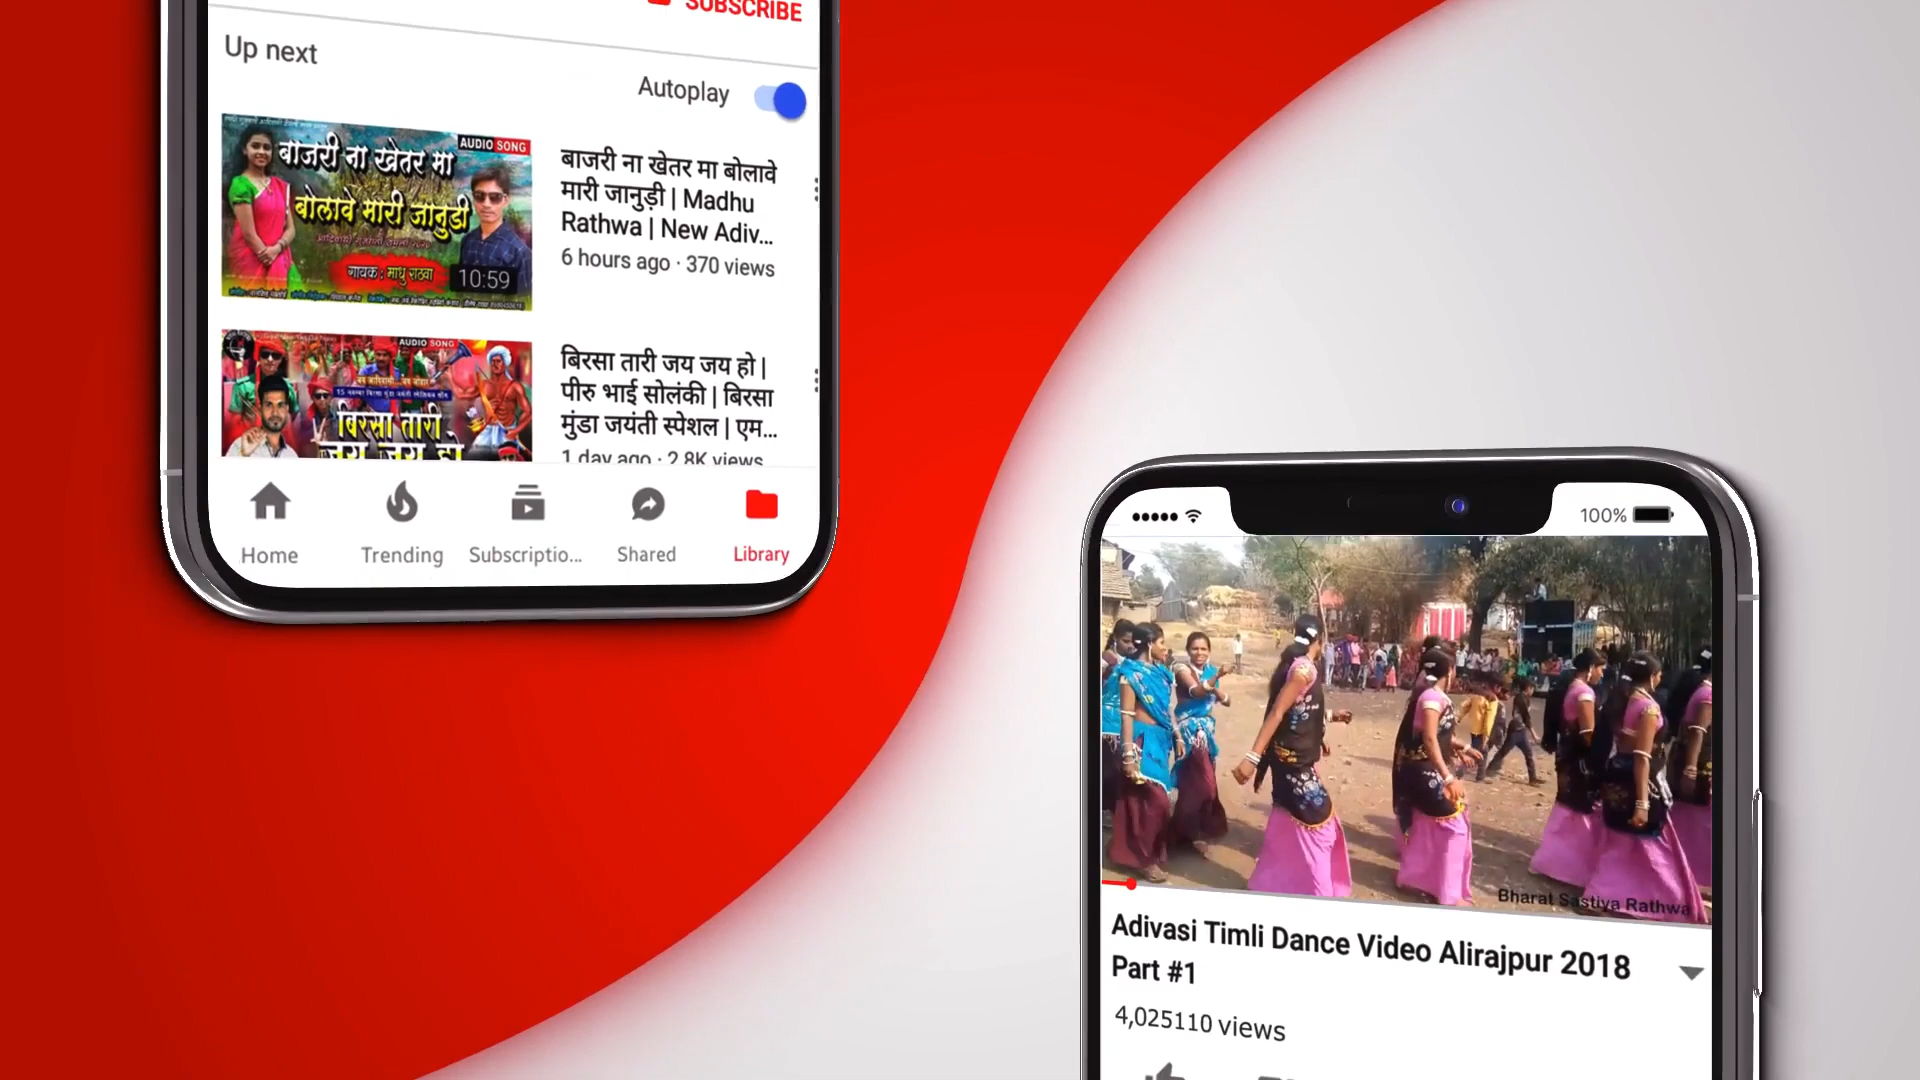 SUBSCRIBE
Up next
Autoplay
AUDIO SONG
बाजरी ना खेतर मा
बोलावे मारी जानुडी
गायक : माधु राठवा
10:59
बाजरी ना खेतर मा बोलावे
मारी जानुड़ी | Madhu
Rathwa | New Adiv...
6 hours ago · 370 views
AUDIO SONG
बिरसा तारी
जय जय हो
बिरसा तारी जय जय हो |
पीरु भाई सोलंकी | बिरसा
मुंडा जयंती स्पेशल | एम...
1 day ago · 2.8K views
Home
Trending
Subscriptio...
Shared
Library
100%
Bharat Sastiya Rathwa
Adivasi Timli Dance Video Alirajpur 2018
Part #1
4,025110 views